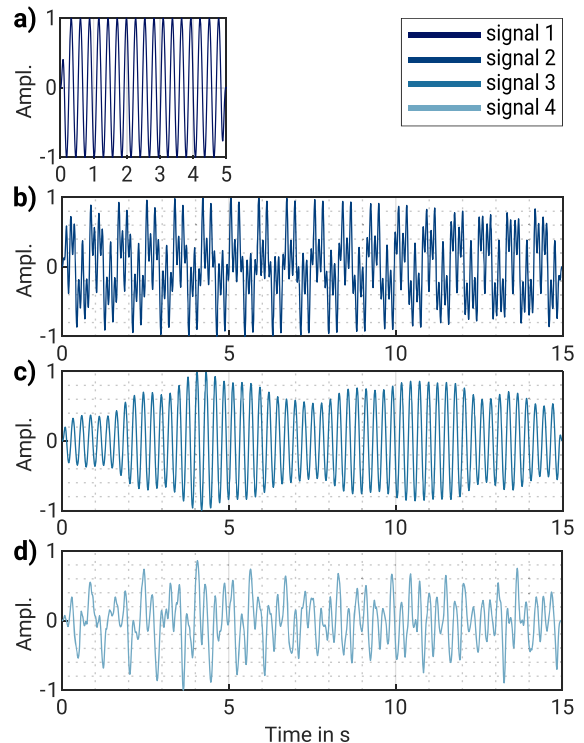 a)
1
0
-1
Ampl.
0 1 2 3 4 5
signal 1
signal 2
signal 3
signal 4
b)
1
0
-1
Ampl.
0 5 10 15
c)
1
0
-1
Ampl.
0 5 10 15
d)
1
0
-1
Ampl.
0 5 10 15
Time in s